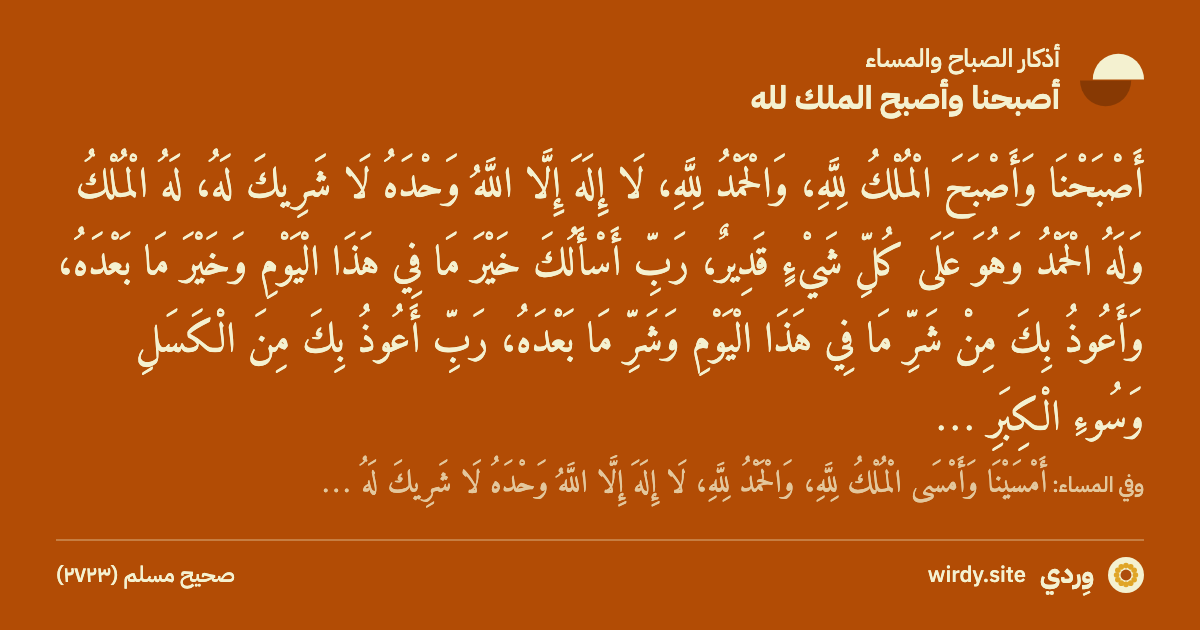 أذكار الصباح والمساء
أصبحنا وأصبح الملك لله
أَصْبَحْنَا وَأَصْبَحَ الْمُلْكُ لِلَّهِ، وَالْحَمْدُ لِلَّهِ، لَا إِلَهَ إِلَّا اللَّهُ وَحْدَهُ لَا شَرِيكَ لَهُ، لَهُ الْمُلْكُ
وَلَهُ الْحَمْدُ وَهُوَ عَلَى كُلِّ شَيْءٍ قَدِيرٌ، رَبِّ أَسْأَلُكَ خَيْرَ مَا فِي هَذَا الْيَوْمِ وَخَيْرَ مَا بَعْدَهُ،
وَأَعُوذُ بِكَ مِنْ شَرِّ مَا فِي هَذَا الْيَوْمِ وَشَرِّ مَا بَعْدَهُ، رَبِّ أَعُوذُ بِكَ مِنَ الْكَسَلِ
وَسُوءِ الْكِبَرِ ...
وفي المساء: أَمْسَيْنَا وَأَمْسَى الْمُلْكُ لِلَّهِ، وَالْحَمْدُ لِلَّهِ، لَا إِلَهَ إِلَّا اللَّهُ وَحْدَهُ لَا شَرِيكَ لَهُ ...
وِردي wirdy.site
صحيح مسلم (٢٧٢٣)